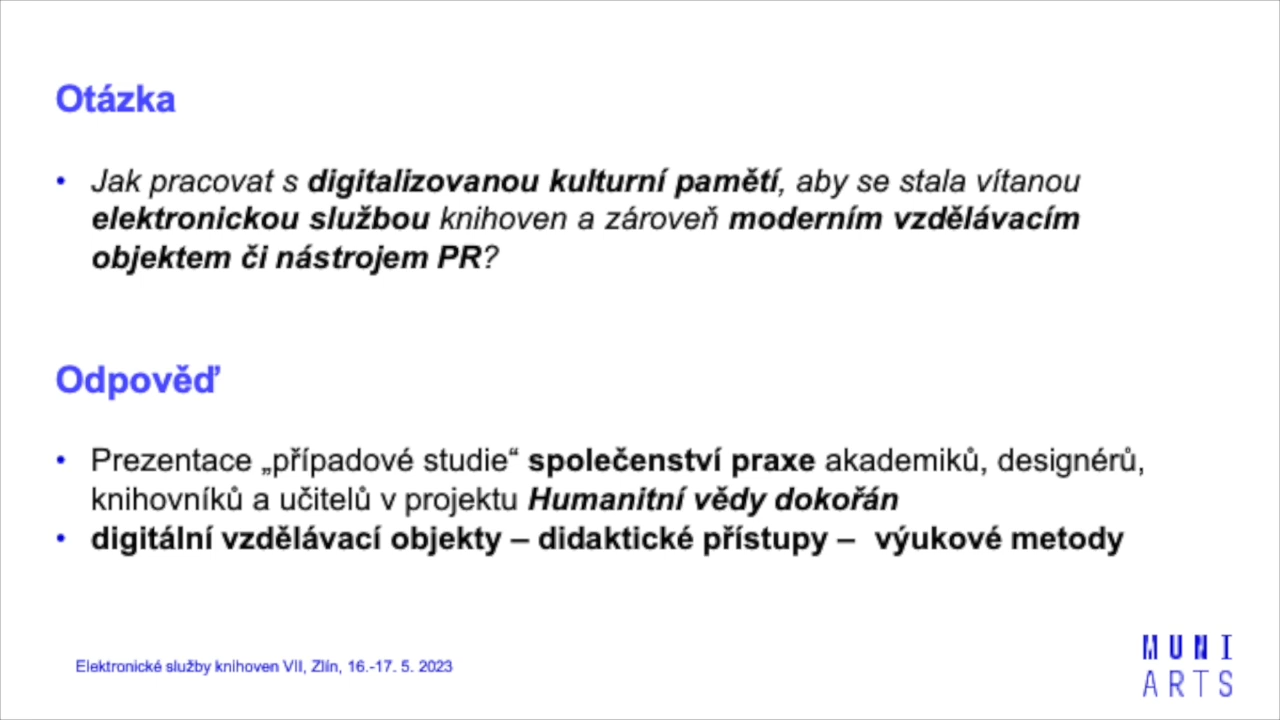 Otázka
• Jak pracovat s digitalizovanou kulturní pamětí, aby se stala vítanou
elektronickou službou knihoven a zároveň moderním vzdělávacím
objektem či nástrojem PR?
Odpověď
• Prezentace „případové studie“ společenství praxe akademiků, designérů,
knihovníků a učitelů v projektu Humanitní vědy dokořán
• digitální vzdělávací objekty – didaktické přístupy – výukové metody
Elektronické služby knihoven VII, Zlín, 16.-17. 5. 2023
MUNI
ARTS